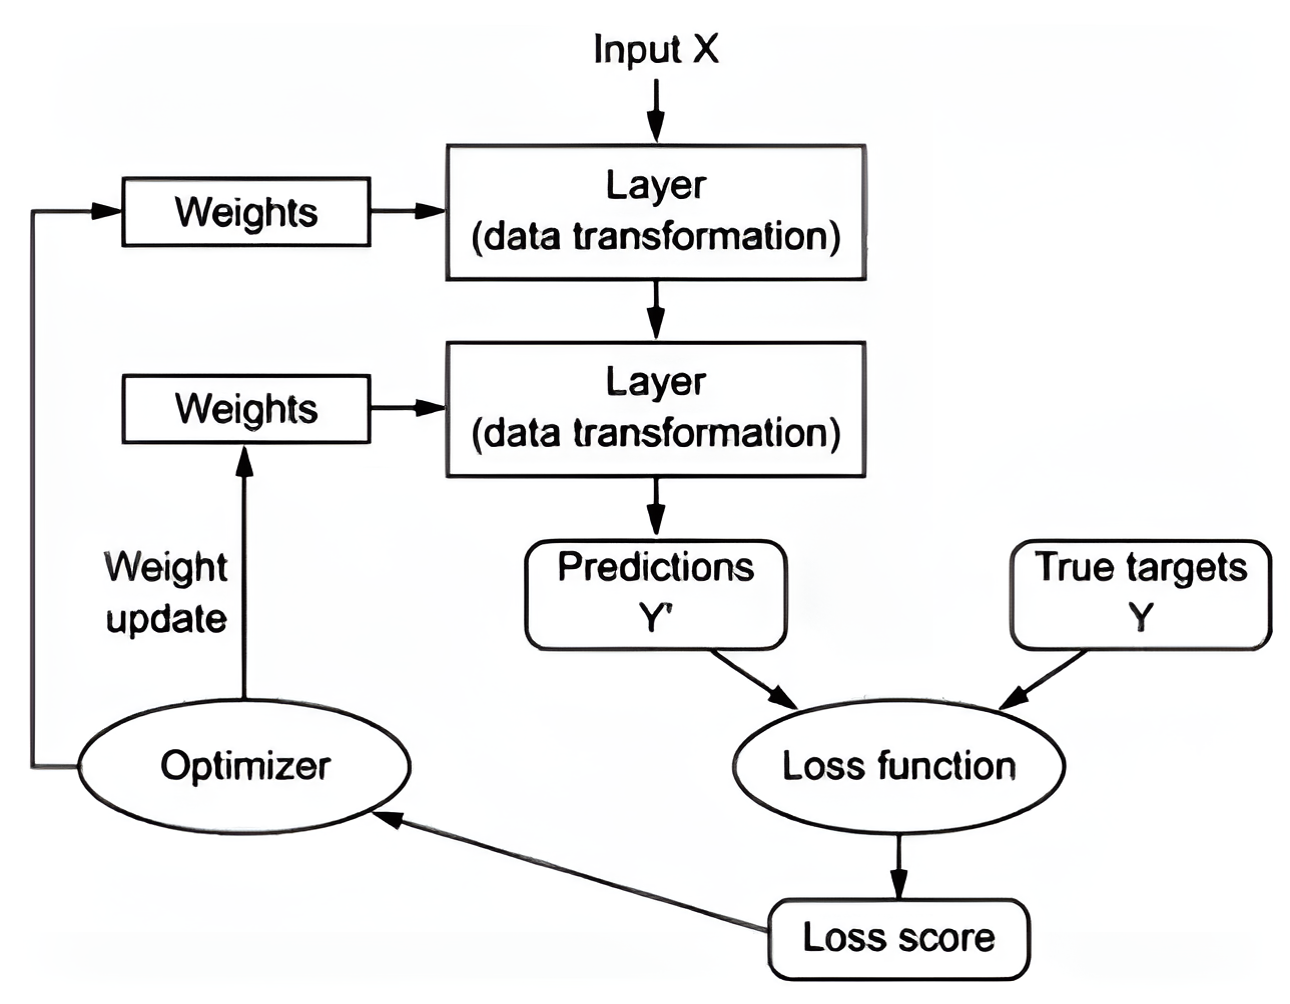 Input X
Weights
Layer
(data transformation)
Weights
Layer
(data transformation)
Weight
update
Predictions
Y'
True targets
Y
Optimizer
Loss function
Loss score